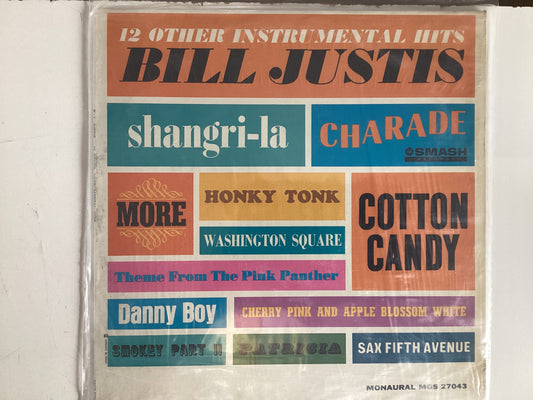 12 OTHER INSTRUMENTAL HITS
BILL JUSTIS
shangri-la
CHARADE
SMASH
RECORDS
MORE
HONKY TONK
COTTON
CANDY
WASHINGTON SQUARE
Theme From The Pink Panther
Danny Boy
CHERRY PINK AND APPLE BLOSSOM WHITE
SMOKEY PART II
PATRICIA
SAX FIFTH AVENUE
MONAURAL MGS 27043